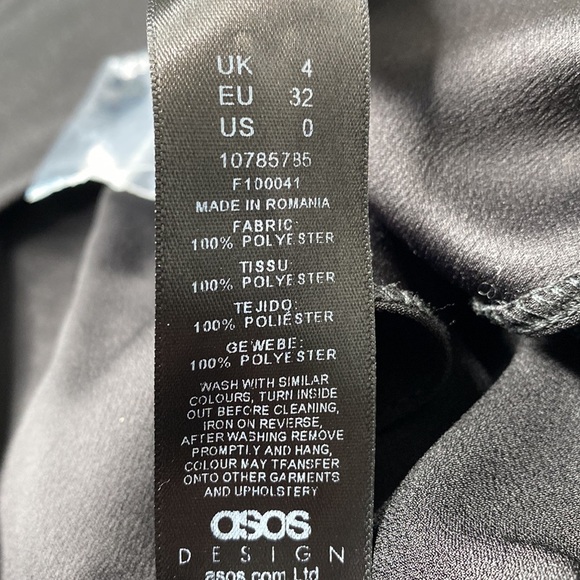 UK 4
EU 32
US 0
10785785
F100041
MADE IN ROMANIA
FABRIC:
100% POLYESTER
TISSU:
100% POLYESTER
TEJIDO:
100% POLIÉSTER
GEWEBE:
100% POLYESTER
WASH WITH SIMILAR
COLOURS, TURN INSIDE
OUT BEFORE CLEANING,
IRON ON REVERSE,
AFTER WASHING REMOVE
PROMPTLY AND HANG,
COLOUR MAY TRANSFER
ONTO OTHER GARMENTS
AND UPHOLSTERY
asos
DESIGN
asos.com Ltd